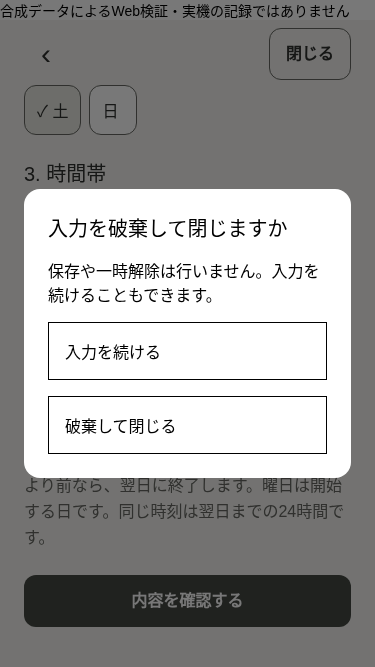 合成データによるWeb検証・実機の記録ではありません
‹
閉じる
✓土
日
3. 時間帯
入力を破棄して閉じますか
保存や一時解除は行いません。入力を
続けることもできます。
入力を続ける
破棄して閉じる
より前なら、翌日に終了します。曜日は開始
する日です。同じ時刻は翌日までの24時間で
す。
内容を確認する